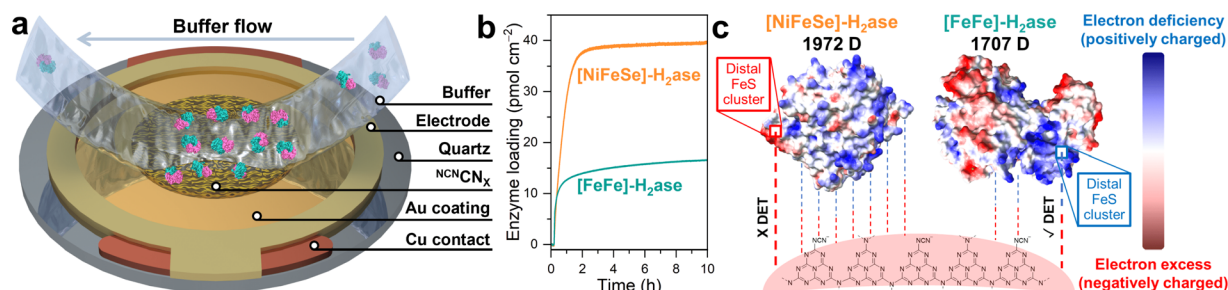 a
Buffer flow
Buffer
Electrode
Quartz
NCNCNX
Au coating
Cu contact
b
Enzyme loading (pmol cm−2)
40
30
20
10
0
[NiFeSe]-H2ase
[FeFe]-H2ase
0 2 4 6 8 10
Time (h)
c
[NiFeSe]-H2ase
1972 D
[FeFe]-H2ase
1707 D
Distal
FeS
cluster
Distal
FeS
cluster
X DET
√ DET
Electron deficiency
(positively charged)
Electron excess
(negatively charged)